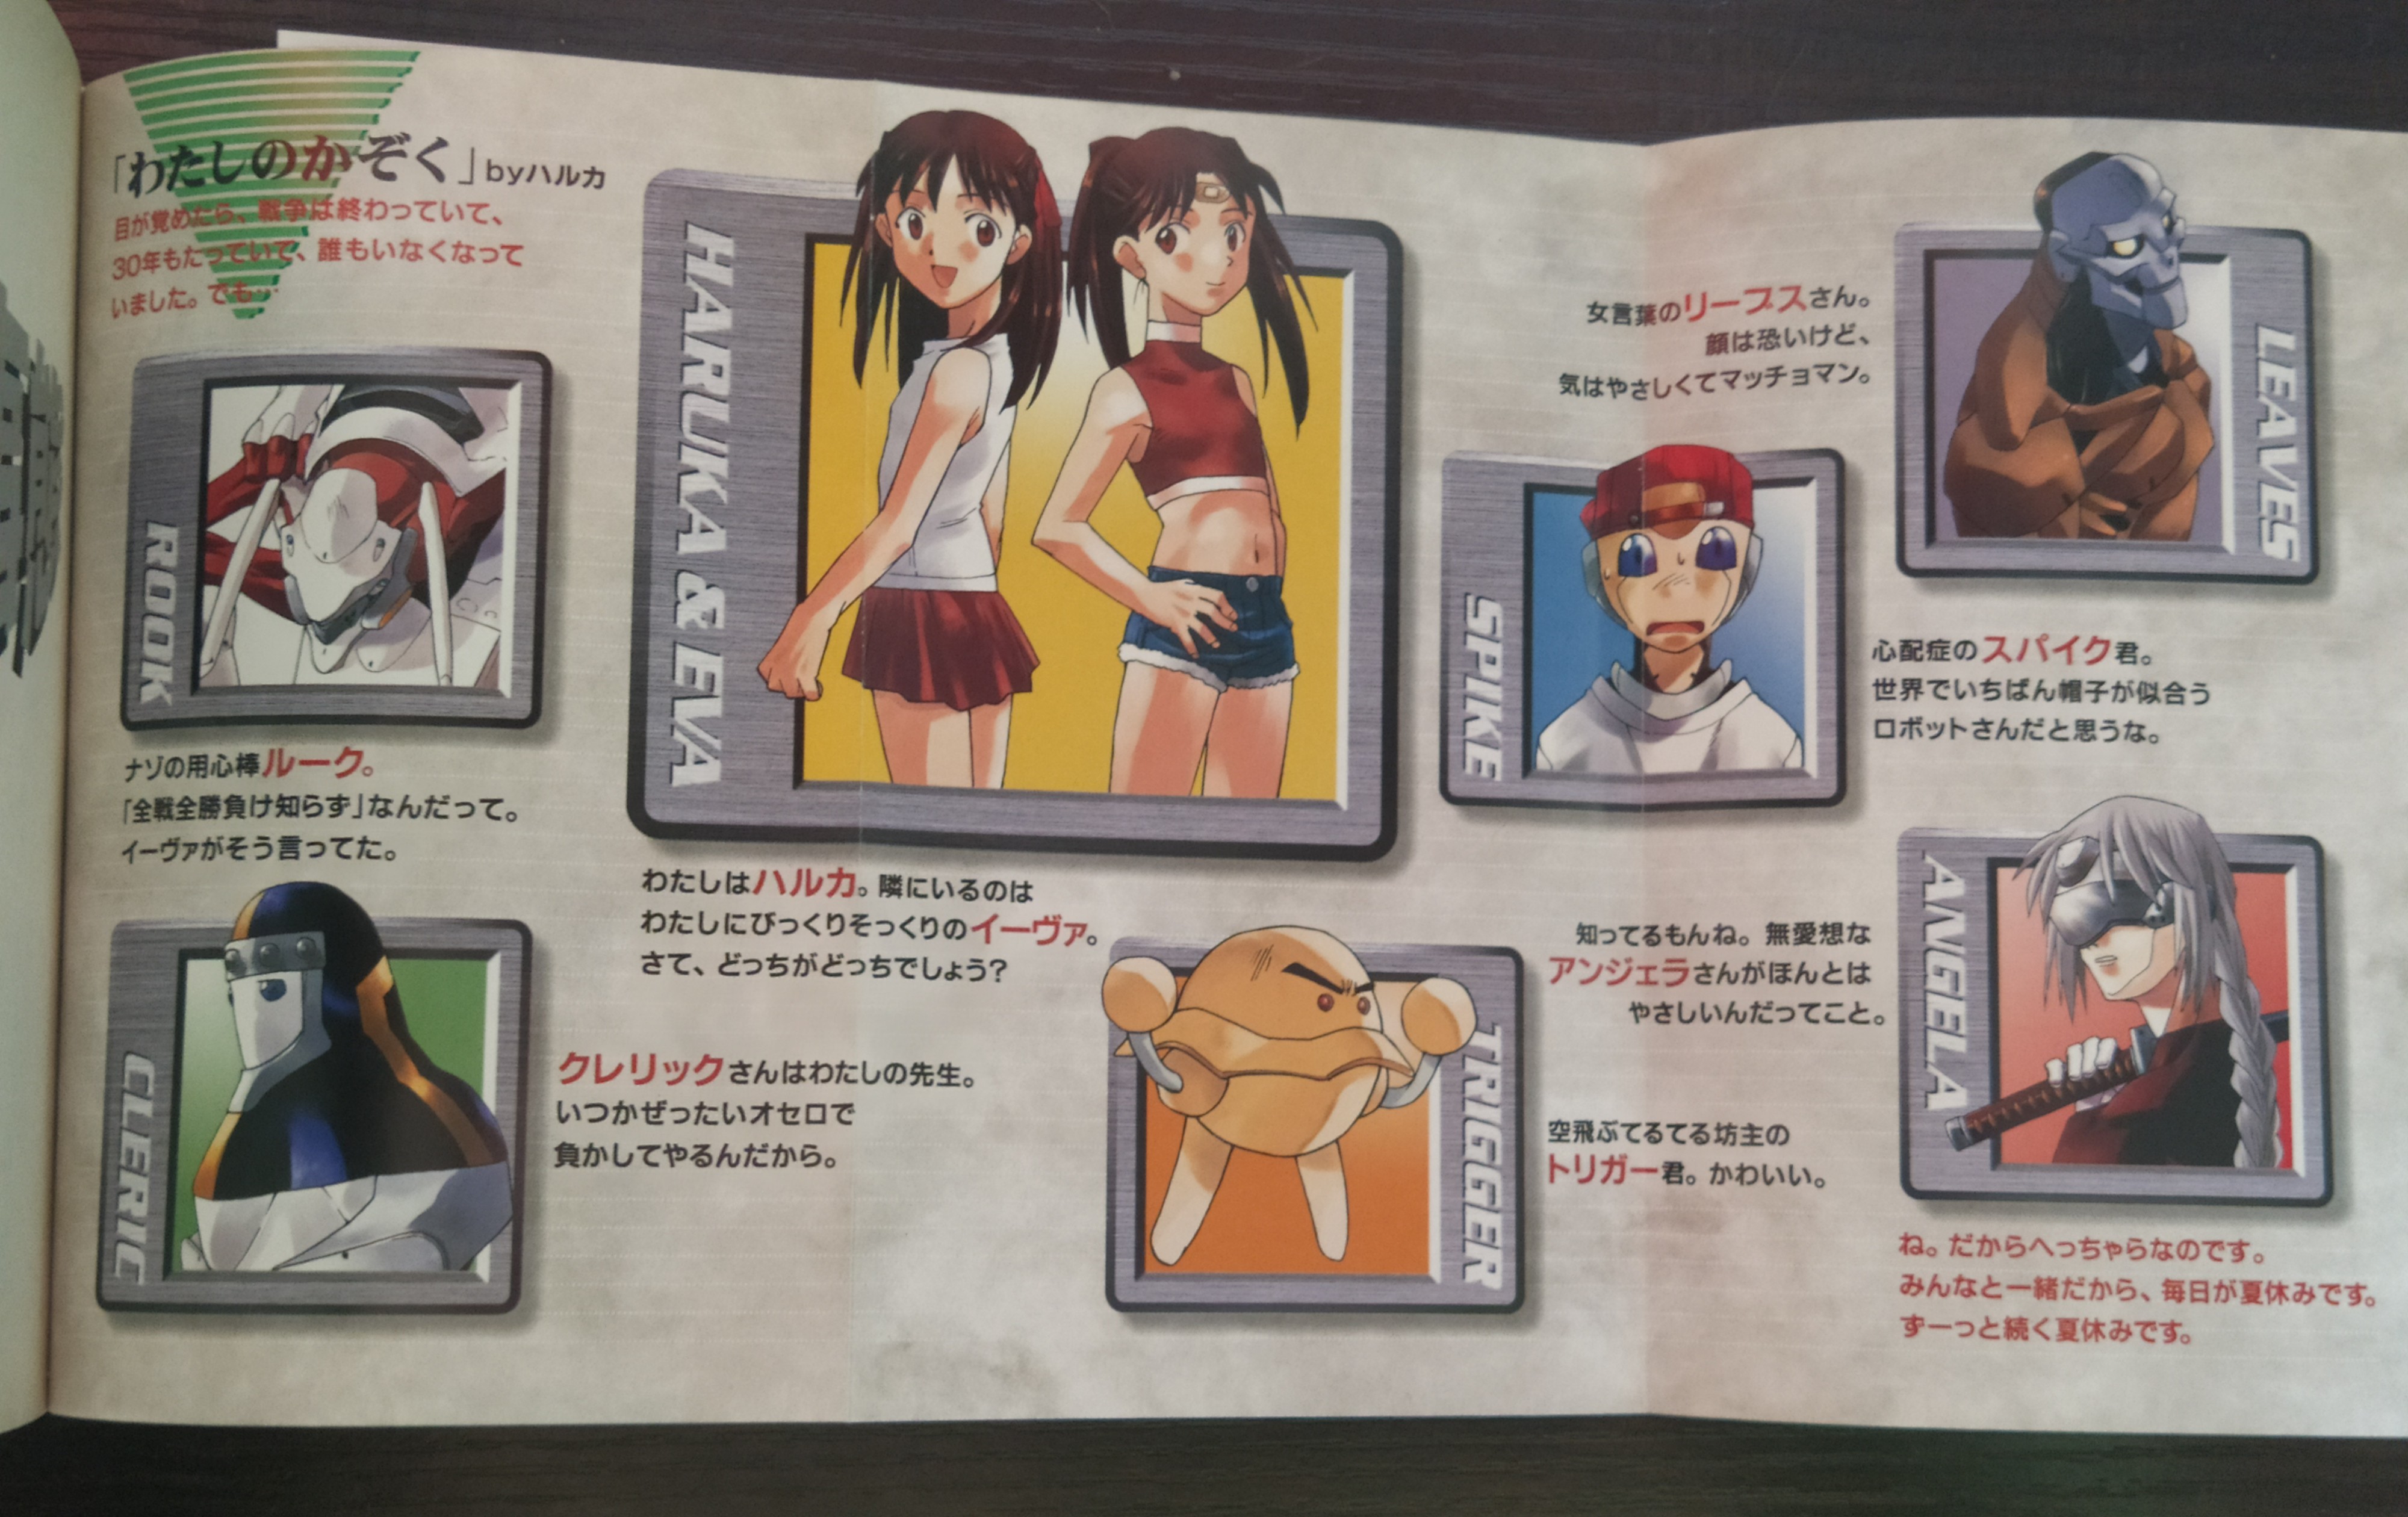 「わたしのかぞく」byハルカ
目が覚めたら、戦争は終わっていて、
30年もたっていて、誰もいなくなって
いました。でも…
ROOK
ナゾの用心棒ルーク。
「全戦全勝負け知らず」なんだって。
イーヴァがそう言ってた。
HARUKA & EVA
わたしはハルカ。隣にいるのは
わたしにびっくりそっくりのイーヴァ。
さて、どっちがどっちでしょう?
CLERIC
クレリックさんはわたしの先生。
いつかぜったいオセロで
負かしてやるんだから。
女言葉のリーブスさん。
顔は恐いけど、
気はやさしくてマッチョマン。
LEAVES
SPIKE
心配症のスパイク君。
世界でいちばん帽子が似合う
ロボットさんだと思うな。
知ってるもんね。無愛想な
アンジェラさんがほんとは
やさしいんだってこと。
ANGELA
TRIGGER
空飛ぶてるてる坊主の
トリガー君。かわいい。
ね。だからへっちゃらなのです。
みんなと一緒だから、毎日が夏休みです。
ずーっと続く夏休みです。